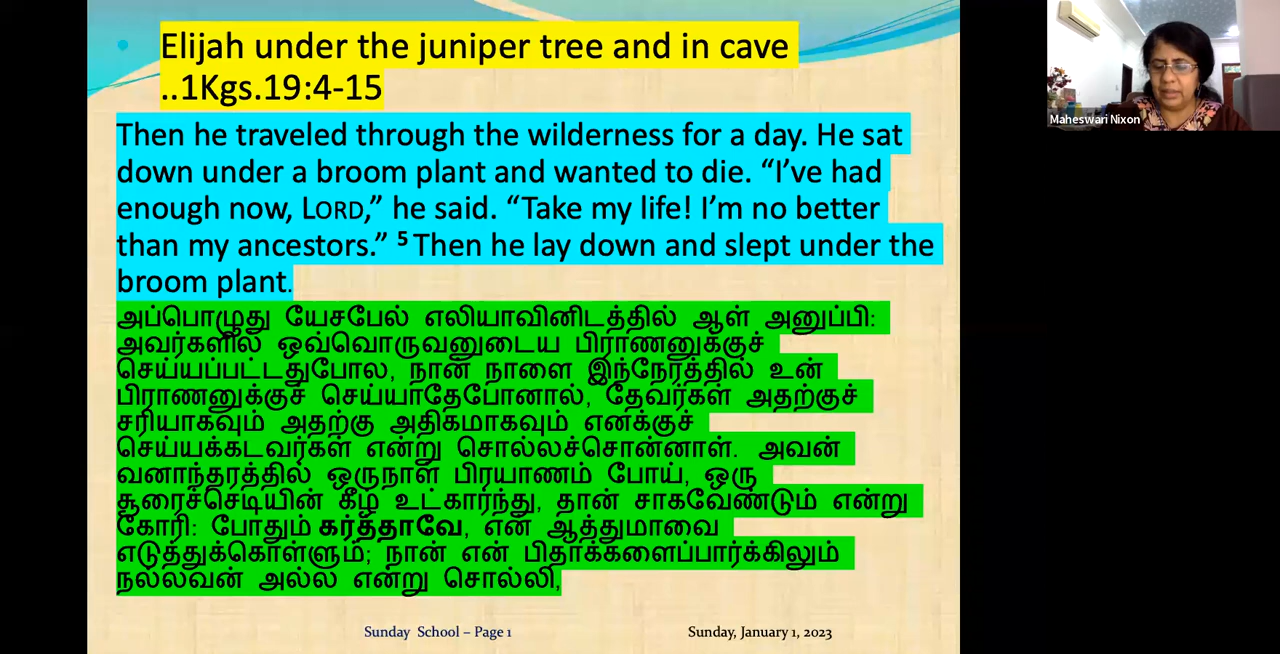 Elijah under the juniper tree and in cave
..1Kgs.19:4-15
Then he traveled through the wilderness for a day. He sat
down under a broom plant and wanted to die. “I’ve had
enough now, LORD,” he said. “Take my life! I’m no better
than my ancestors.” ⁵ Then he lay down and slept under the
broom plant.
அப்பொழுது யேசபேல் எலியாவினிடத்தில் ஆள் அனுப்பி:
அவர்களில் ஒவ்வொருவனுடைய பிராணனுக்குச்
செய்யப்பட்டதுபோல, நான் நாளை இந்நேரத்தில் உன்
பிராணனுக்குச் செய்யாதேபோனால், தேவர்கள் அதற்குச்
சரியாகவும் அதற்கு அதிகமாகவும் எனக்குச்
செய்யக்கடவர்கள் என்று சொல்லச்சொன்னாள். அவன்
வனாந்தரத்தில் ஒருநாள் பிரயாணம் போய், ஒரு
சூரைச்செடியின் கீழ் உட்கார்ந்து, தான் சாகவேண்டும் என்று
கோரி: போதும் கர்த்தாவே, என் ஆத்துமாவை
எடுத்துக்கொள்ளும்; நான் என் பிதாக்களைப்பார்க்கிலும்
நல்லவன் அல்ல என்று சொல்லி,
Sunday School – Page 1
Sunday, January 1, 2023
Maheswari Nixon